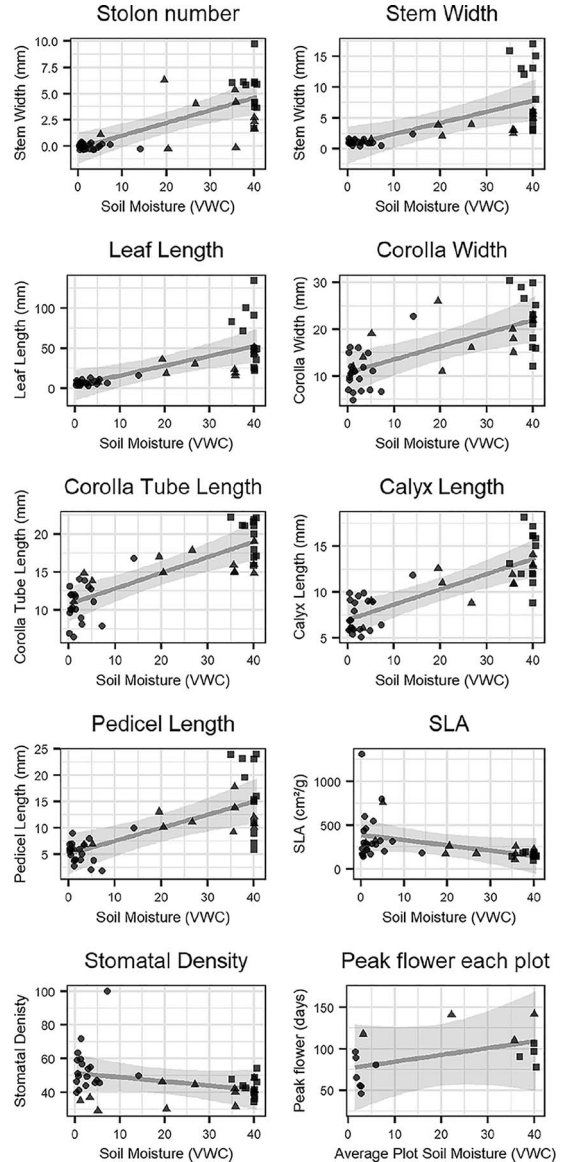 Stolon number
Stem Width (mm)
10.0
7.5
5.0
2.5
0.0
0 10 20 30 40
Soil Moisture (VWC)
Stem Width
Stem Width (mm)
15
10
5
0
0 10 20 30 40
Soil Moisture (VWC)
Leaf Length
Leaf Length (mm)
100
50
0
0 10 20 30 40
Soil Moisture (VWC)
Corolla Width
Corolla Width (mm)
30
20
10
0 10 20 30 40
Soil Moisture (VWC)
Corolla Tube Length
Corolla Tube Length (mm)
20
15
10
0 10 20 30 40
Soil Moisture (VWC)
Calyx Length
Calyx Length (mm)
15
10
5
0 10 20 30 40
Soil Moisture (VWC)
Pedicel Length
Pedicel Length (mm)
25
20
15
10
5
0 10 20 30 40
Soil Moisture (VWC)
SLA
SLA
(cm²/g)
1000
500
0
0 10 20 30 40
Soil Moisture (VWC)
Stomatal Density
Stomatal Denisty
100
80
60
40
0 10 20 30 40
Soil Moisture (VWC)
Peak flower each plot
Peak flower (days)
150
100
50
0 10 20 30 40
Average Plot Soil Moisture (VWC)